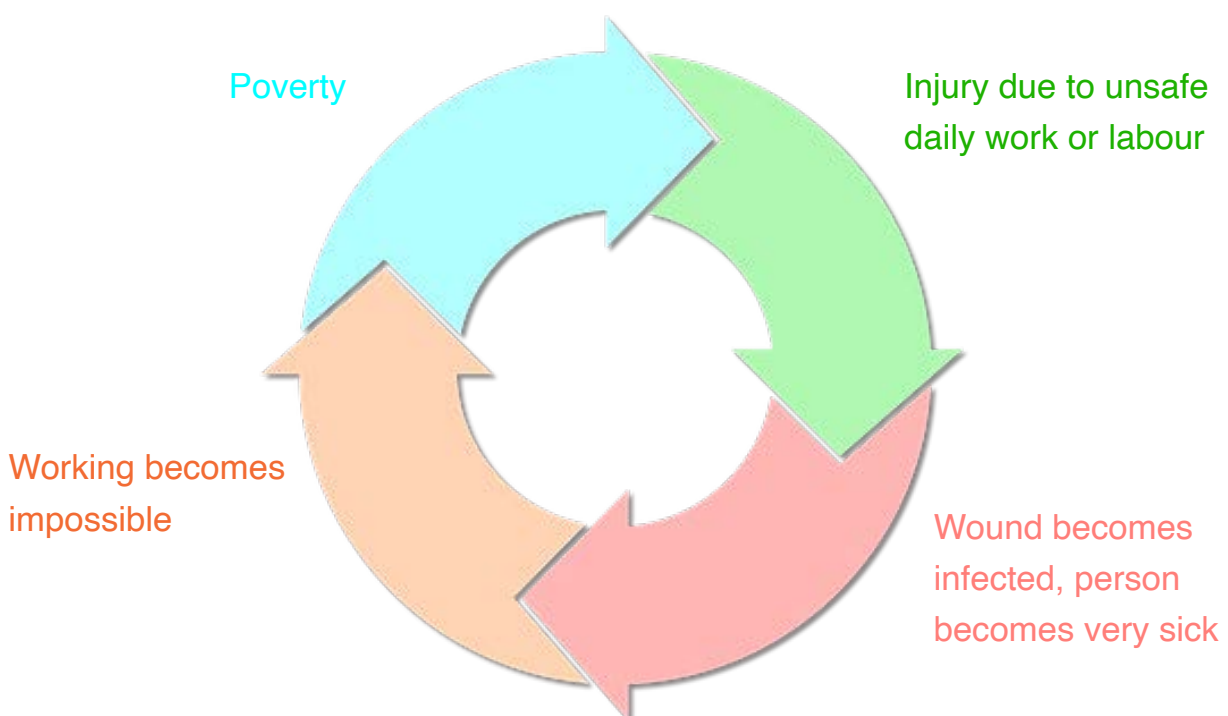 Poverty
Injury due to unsafe
daily work or labour
Wound becomes
infected, person
becomes very sick
Working becomes
impossible